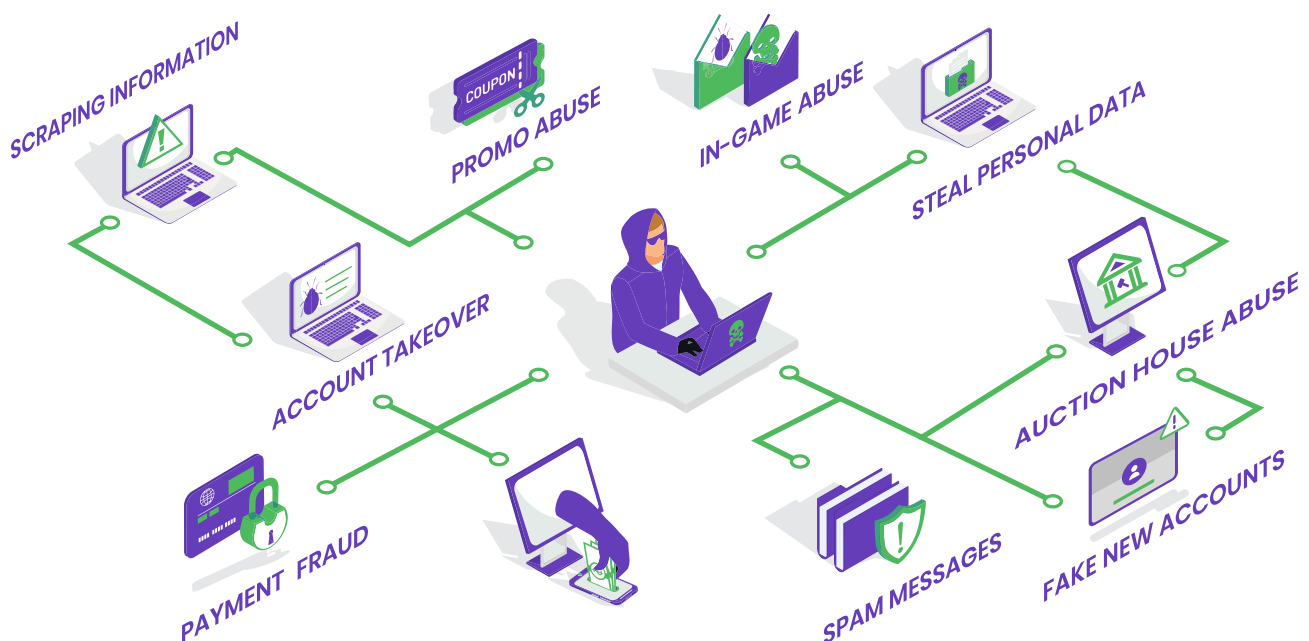 SCRAPING INFORMATION
COUPON
PROMO ABUSE
IN-GAME ABUSE
STEAL PERSONAL DATA
ACCOUNT TAKEOVER
AUCTION HOUSE ABUSE
PAYMENT FRAUD
SPAM MESSAGES
FAKE NEW ACCOUNTS